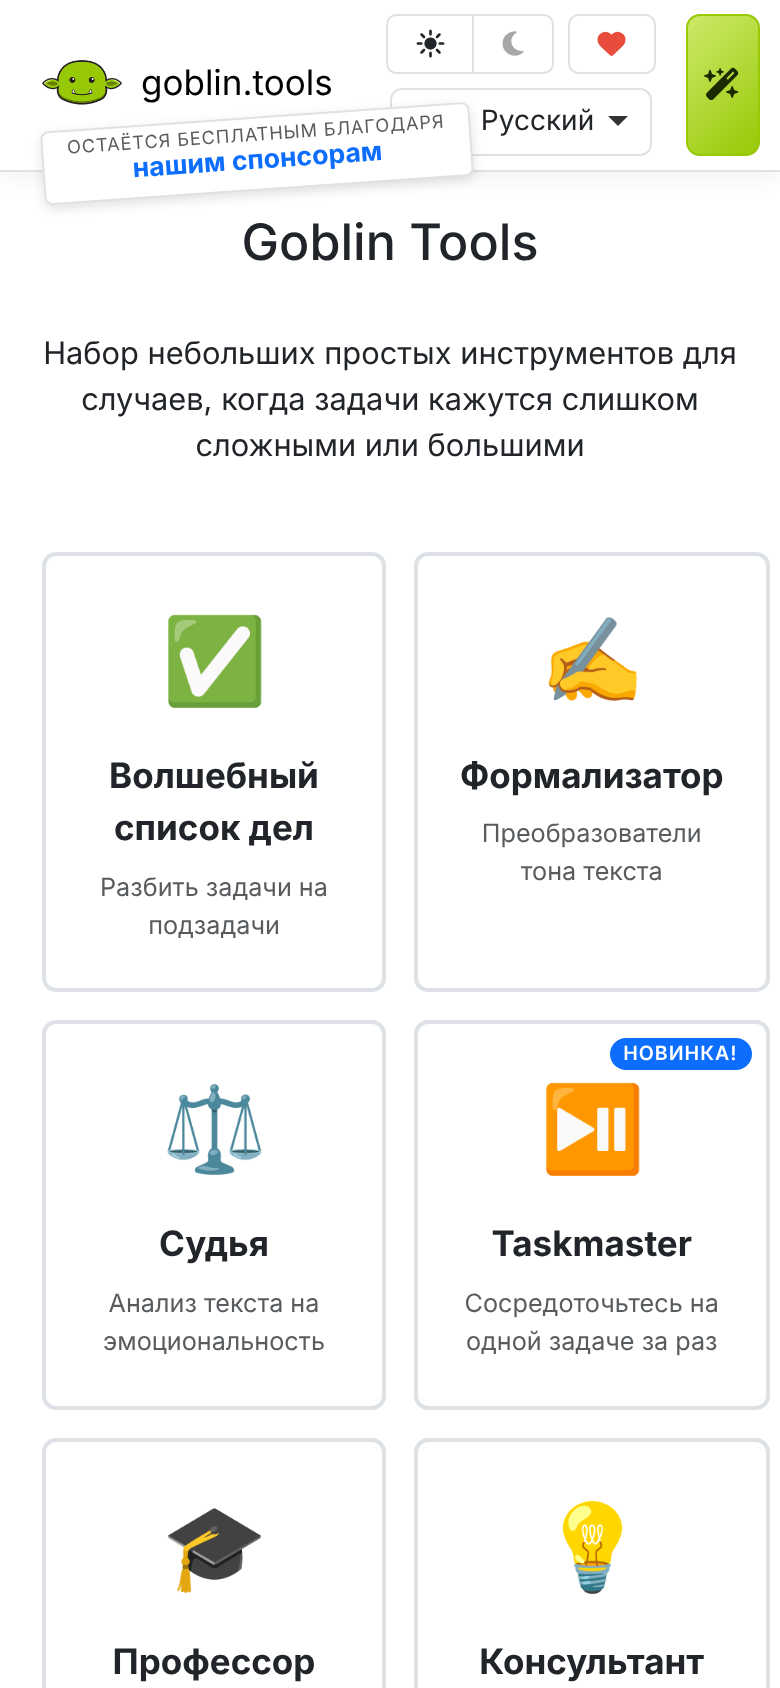 goblin.tools
Русский
ОСТАЁТСЯ БЕСПЛАТНЫМ БЛАГОДАРЯ
нашим спонсорам
Goblin Tools
Набор небольших простых инструментов для
случаев, когда задачи кажутся слишком
сложными или большими
Волшебный
список дел
Разбить задачи на
подзадачи
Формализатор
Преобразователи
тона текста
Судья
Анализ текста на
эмоциональность
НОВИНКА!
Taskmaster
Сосредоточьтесь на
одной задаче за раз
Профессор
Консультант